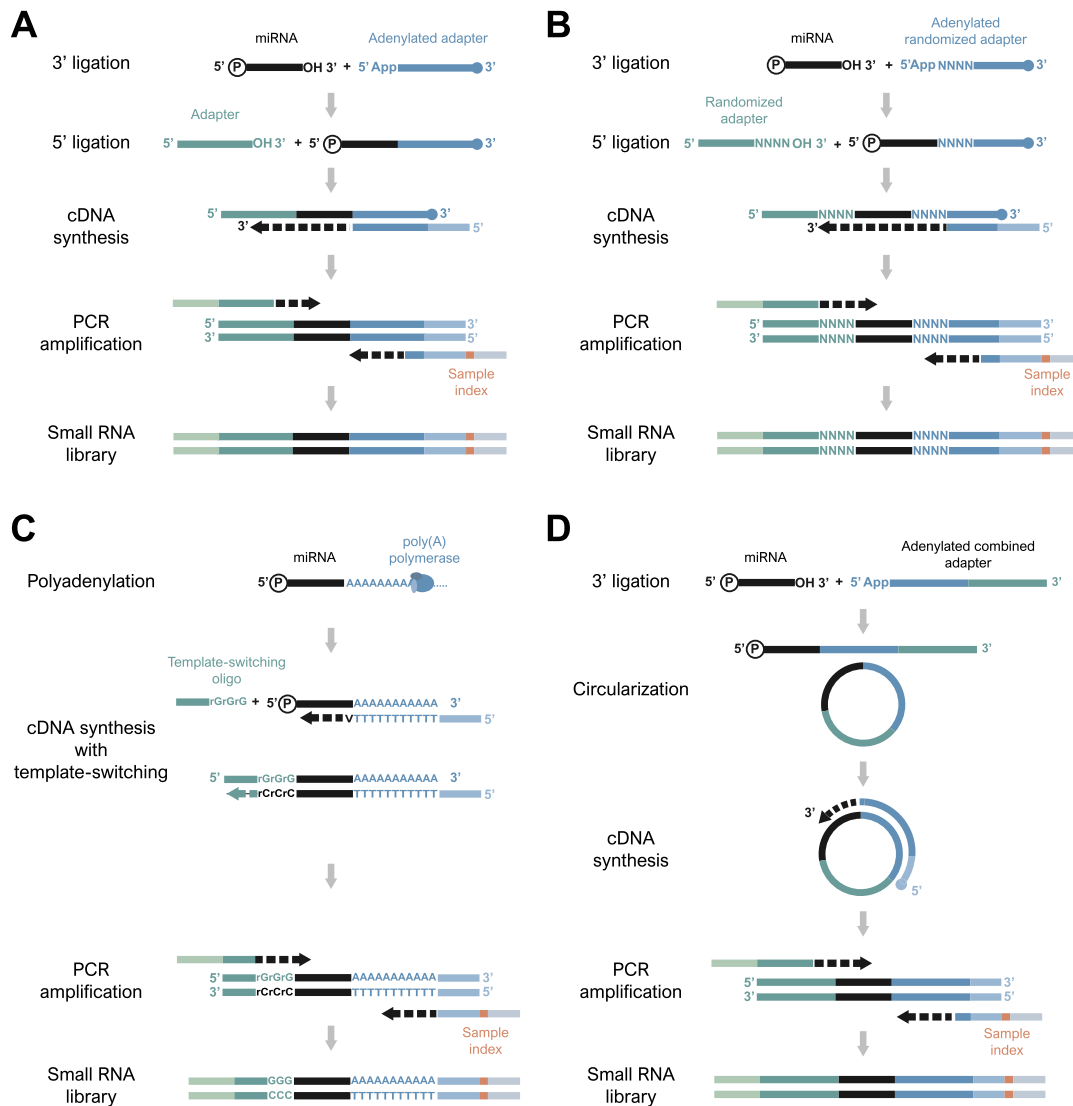 A
miRNA
Adenylated adapter
3’ ligation
5’ P OH 3’ + 5’ App 3’
Adapter
5’ ligation
5’ OH 3’ + 5’ P 3’
cDNA
synthesis
5’ 3’
3’ 5’
PCR
amplification
5’ 3’
3’ 5’
Sample
index
Small RNA
library
B
miRNA
Adenylated
randomized adapter
3’ ligation
P OH 3’ + 5’App NNNN 3’
Randomized
adapter
5’ ligation
5’ NNNN OH 3’ + 5’ P NNNN 3’
cDNA
synthesis
5’ NNNN NNNN 3’
3’ 5’
PCR
amplification
5’ NNNN NNNN 3’
3’ NNNN NNNN 5’
Sample
index
Small RNA
library
NNNN NNNN
NNNN NNNN
C
miRNA
poly(A)
polymerase
Polyadenylation
5’ P AAAAAAAAA .....
Template-switching
oligo
rGrGrG + 5’ P AAAAAAAAAAA 3’
V TTTTTTTTTTT 5’
cDNA synthesis
with
template-switching
5’ rGrGrG AAAAAAAAAAA 3’
rCrCrC TTTTTTTTTTT 5’
PCR
amplification
5’ rGrGrG AAAAAAAAAAA 3’
3’ rCrCrC TTTTTTTTTTT 5’
Sample
index
Small RNA
library
GGG AAAAAAAAAAA
CCC TTTTTTTTTTT
D
miRNA
Adenylated combined
adapter
3’ ligation
5’ P OH 3’ + 5’ App 3’
5’ P 3’
Circularization
3’
cDNA
synthesis
5’
PCR
amplification
5’ 3’
3’ 5’
Sample
index
Small RNA
library